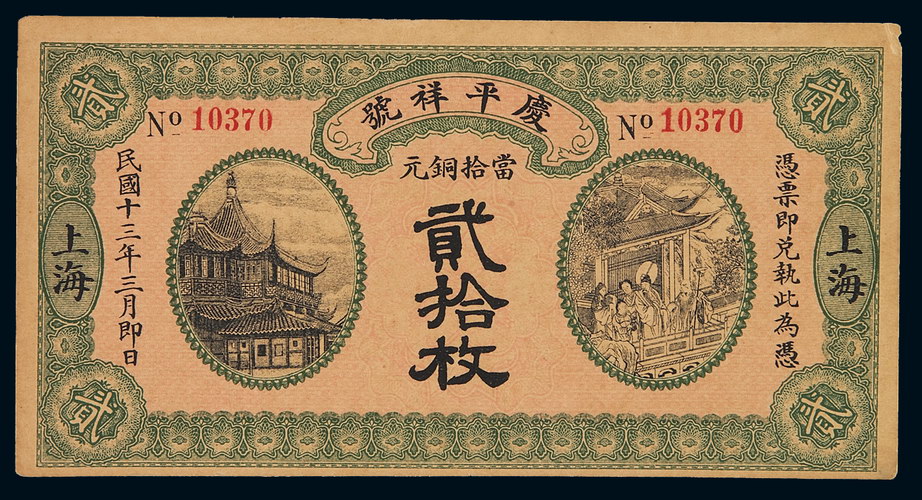 慶平祥號
No 10370
No 10370
當拾銅元
貳拾枚
憑票即兌執此為憑
民國十三年三月即日
上海
上海
貳
貳
貳
貳